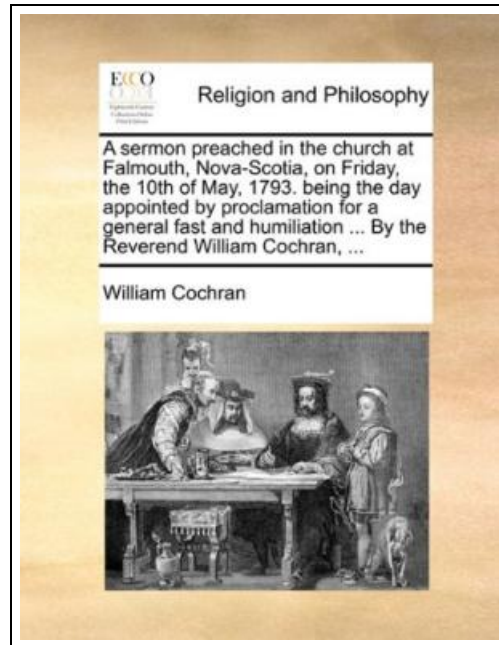 ECCO
Religion and Philosophy
A sermon preached in the church at
Falmouth, Nova-Scotia, on Friday,
the 10th of May, 1793. being the day
appointed by proclamation for a
general fast and humiliation ... By the
Reverend William Cochran, ...
William Cochran